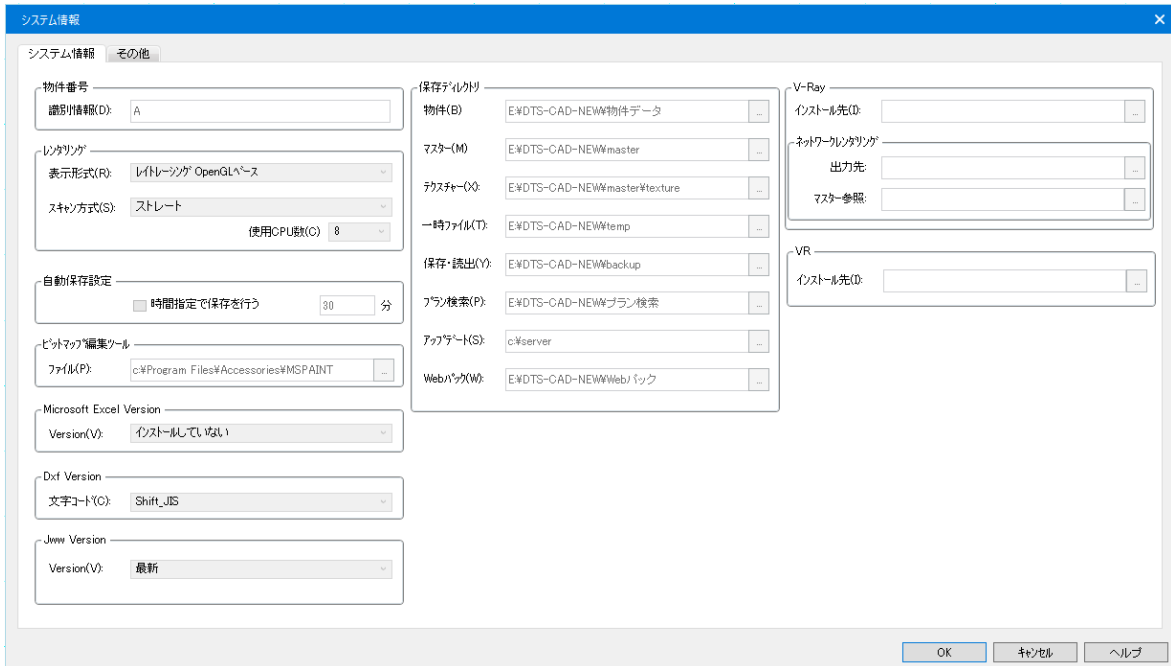 システム情報
システム情報
その他
物件番号
識別情報(D):
A
ﾚﾝﾀﾞﾘﾝｸﾞ
表示形式(R):
ﾚｲﾄﾚｰｼﾝｸﾞ OpenGLﾍﾞｰｽ
ｽｷｬﾝ方式(S):
ストレート
使用CPU数(C)
8
自動保存設定
時間指定で保存を行う
30
分
ﾋﾞｯﾄﾏｯﾌﾟ編集ﾂｰﾙ
ﾌｧｲﾙ(P):
c:¥Program Files¥Accessories¥MSPAINT
...
Microsoft Excel Version
Version(V):
ｲﾝｽﾄｰﾙしていない
Dxf Version
文字ｺｰﾄﾞ(C):
Shift_JIS
Jww Version
Version(V):
最新
保存ﾃﾞｨﾚｸﾄﾘ
物件(B)
E:¥DTS-CAD-NEW¥物件データ
...
ﾏｽﾀｰ(M)
E:¥DTS-CAD-NEW¥master
...
ﾃｸｽﾁｬｰ(X):
E:¥DTS-CAD-NEW¥master¥texture
...
一時ﾌｧｲﾙ(T):
E:¥DTS-CAD-NEW¥temp
...
保存･読出(Y):
E:¥DTS-CAD-NEW¥backup
...
ﾌﾟﾗﾝ検索(P):
E:¥DTS-CAD-NEW¥プラン検索
...
ｱｯﾌﾟﾃﾞｰﾄ(S):
c:¥server
...
Webﾊﾟｯｸ(W):
E:¥DTS-CAD-NEW¥Webパック
...
V-Ray
ｲﾝｽﾄｰﾙ先(I):
...
ﾈｯﾄﾜｰｸﾚﾝﾀﾞﾘﾝｸﾞ
出力先:
...
ﾏｽﾀｰ参照:
...
VR
ｲﾝｽﾄｰﾙ先(I):
...
OK
ｷｬﾝｾﾙ
ヘルプ